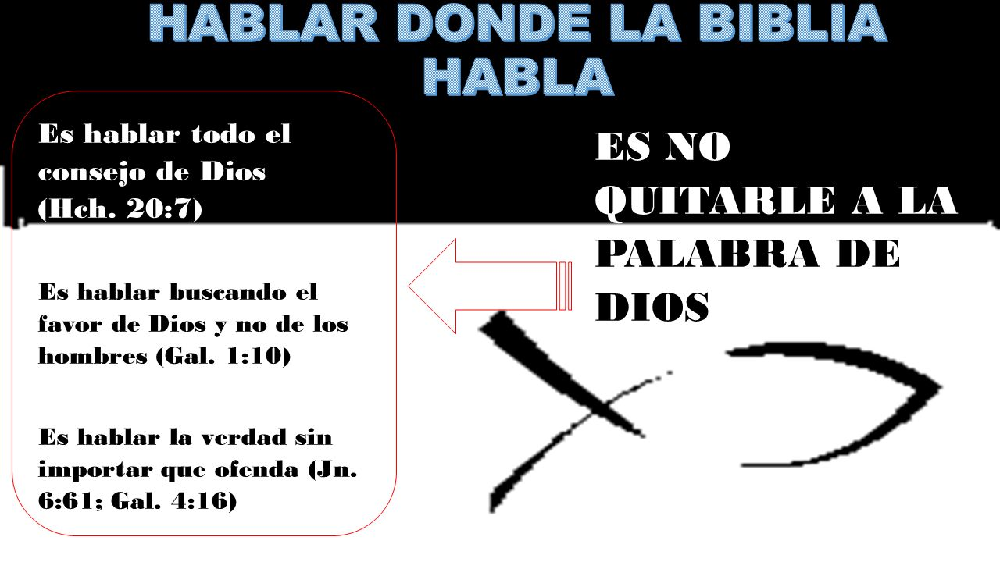 HABLAR DONDE LA BIBLIA
HABLA
Es hablar todo el
consejo de Dios
(Hch. 20:7)
Es hablar buscando el
favor de Dios y no de los
hombres (Gal. 1:10)
Es hablar la verdad sin
importar que ofenda (Jn.
6:61; Gal. 4:16)
ES NO
QUITARLE A LA
PALABRA DE
DIOS